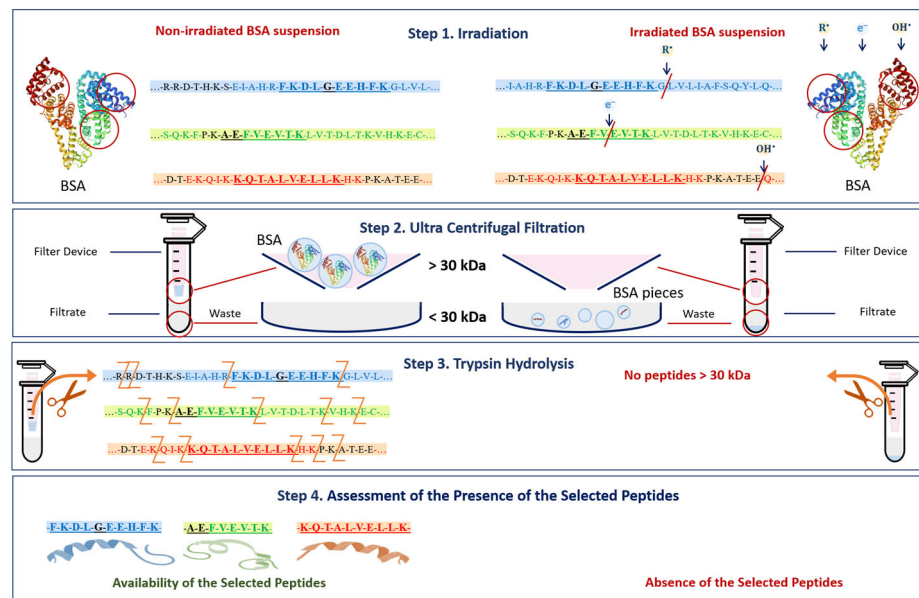 Step 1. Irradiation
Non-irradiated BSA suspension
Irradiated BSA suspension
R• e⁻ OH•
R•
…-R-R-D-T-H-K-S-E-I-A-H-R-F-K-D-L-G-E-E-H-F-K-G-L-V-L-…
…-I-A-H-R-F-K-D-L-G-E-E-H-F-K-G-L-V-L-I-A-F-S-Q-Y-L-Q-…
e⁻
…-S-Q-K-F-P-K-A-E-F-V-E-V-T-K-L-V-T-D-L-T-K-V-H-K-E-C-…
…-S-Q-K-F-P-K-A-E-F-V-E-V-T-K-L-V-T-D-L-T-K-V-H-K-E-C-…
OH•
…-D-T-E-K-Q-I-K-K-Q-T-A-L-V-E-L-L-K-H-K-P-K-A-T-E-E-…
…-D-T-E-K-Q-I-K-K-Q-T-A-L-V-E-L-L-K-H-K-P-K-A-T-E-E-Q-…
BSA
BSA
Step 2. Ultra Centrifugal Filtration
Filter Device
BSA
> 30 kDa
Filter Device
BSA pieces
Filtrate
Waste
< 30 kDa
Waste
Filtrate
Step 3. Trypsin Hydrolysis
…-R-R-D-T-H-K-S-E-I-A-H-R-F-K-D-L-G-E-E-H-F-K-G-L-V-L-…
No peptides > 30 kDa
…-S-Q-K-F-P-K-A-E-F-V-E-V-T-K-L-V-T-D-L-T-K-V-H-K-E-C-…
…-D-T-E-K-Q-I-K-K-Q-T-A-L-V-E-L-L-K-H-K-P-K-A-T-E-E-…
Step 4. Assessment of the Presence of the Selected Peptides
-F-K-D-L-G-E-E-H-F-K-
-A-E-F-V-E-V-T-K-
-K-Q-T-A-L-V-E-L-L-K-
Availability of the Selected Peptides
Absence of the Selected Peptides